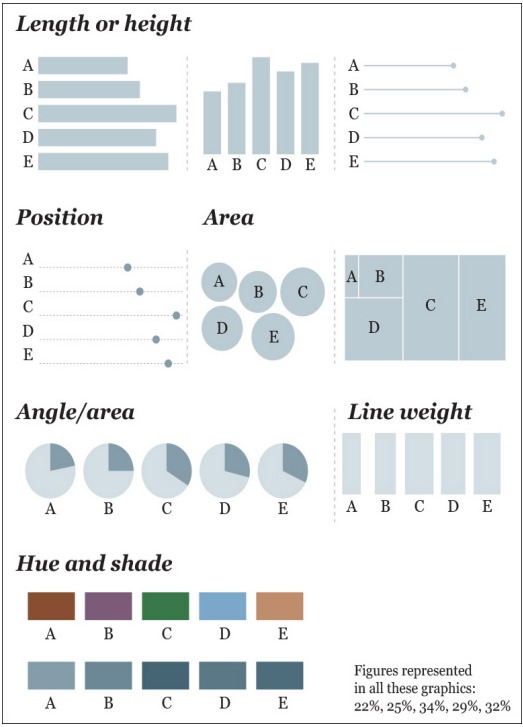 Length or height
A
B
C
D
E
A B C D E
A
B
C
D
E
Position
A
B
C
D
E
Area
A
B
C
D
E
A
B
C
D
E
Angle/area
A B C D E
Line weight
A B C D E
Hue and shade
A B C D E
A B C D E
Figures represented
in all these graphics:
22%, 25%, 34%, 29%, 32%